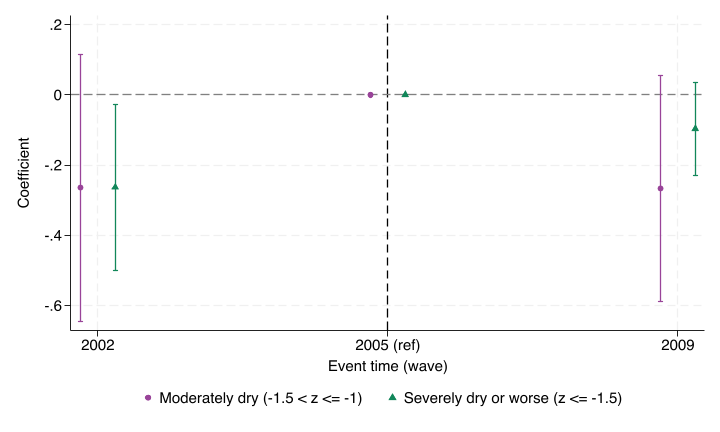 .2
0
-.2
-.4
-.6
Coefficient
2002
2005 (ref)
2009
Event time (wave)
Moderately dry (-1.5 < z <= -1)
Severely dry or worse (z <= -1.5)